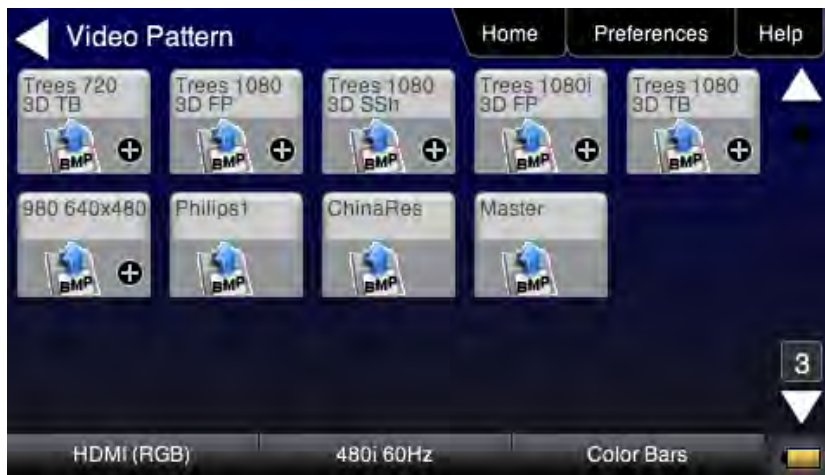 Video Pattern
Home
Preferences
Help
Trees 720
3D TB
Trees 1080
3D FP
Trees 1080
3D SSh
Trees 1080i
3D FP
Trees 1080
3D TB
BMP
BMP
BMP
BMP
BMP
980 640x480
Philips1
ChinaRes
Master
BMP
BMP
BMP
BMP
3
HDMI (RGB)
480i 60Hz
Color Bars